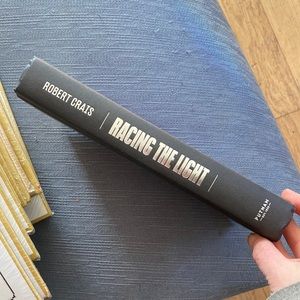 ROBERT CRAIS
RACING THE LIGHT
PUTNAM